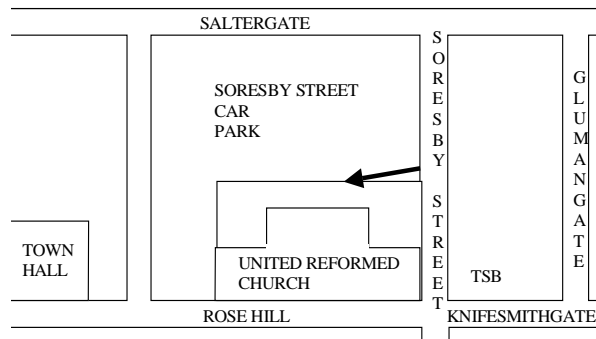 SALTERGATE
SORESBY STREET
GLUMANGATE
SORESBY STREET
CAR
PARK
TOWN
HALL
UNITED REFORMED
CHURCH
TSB
ROSE HILL
KNIFESMITHGATE